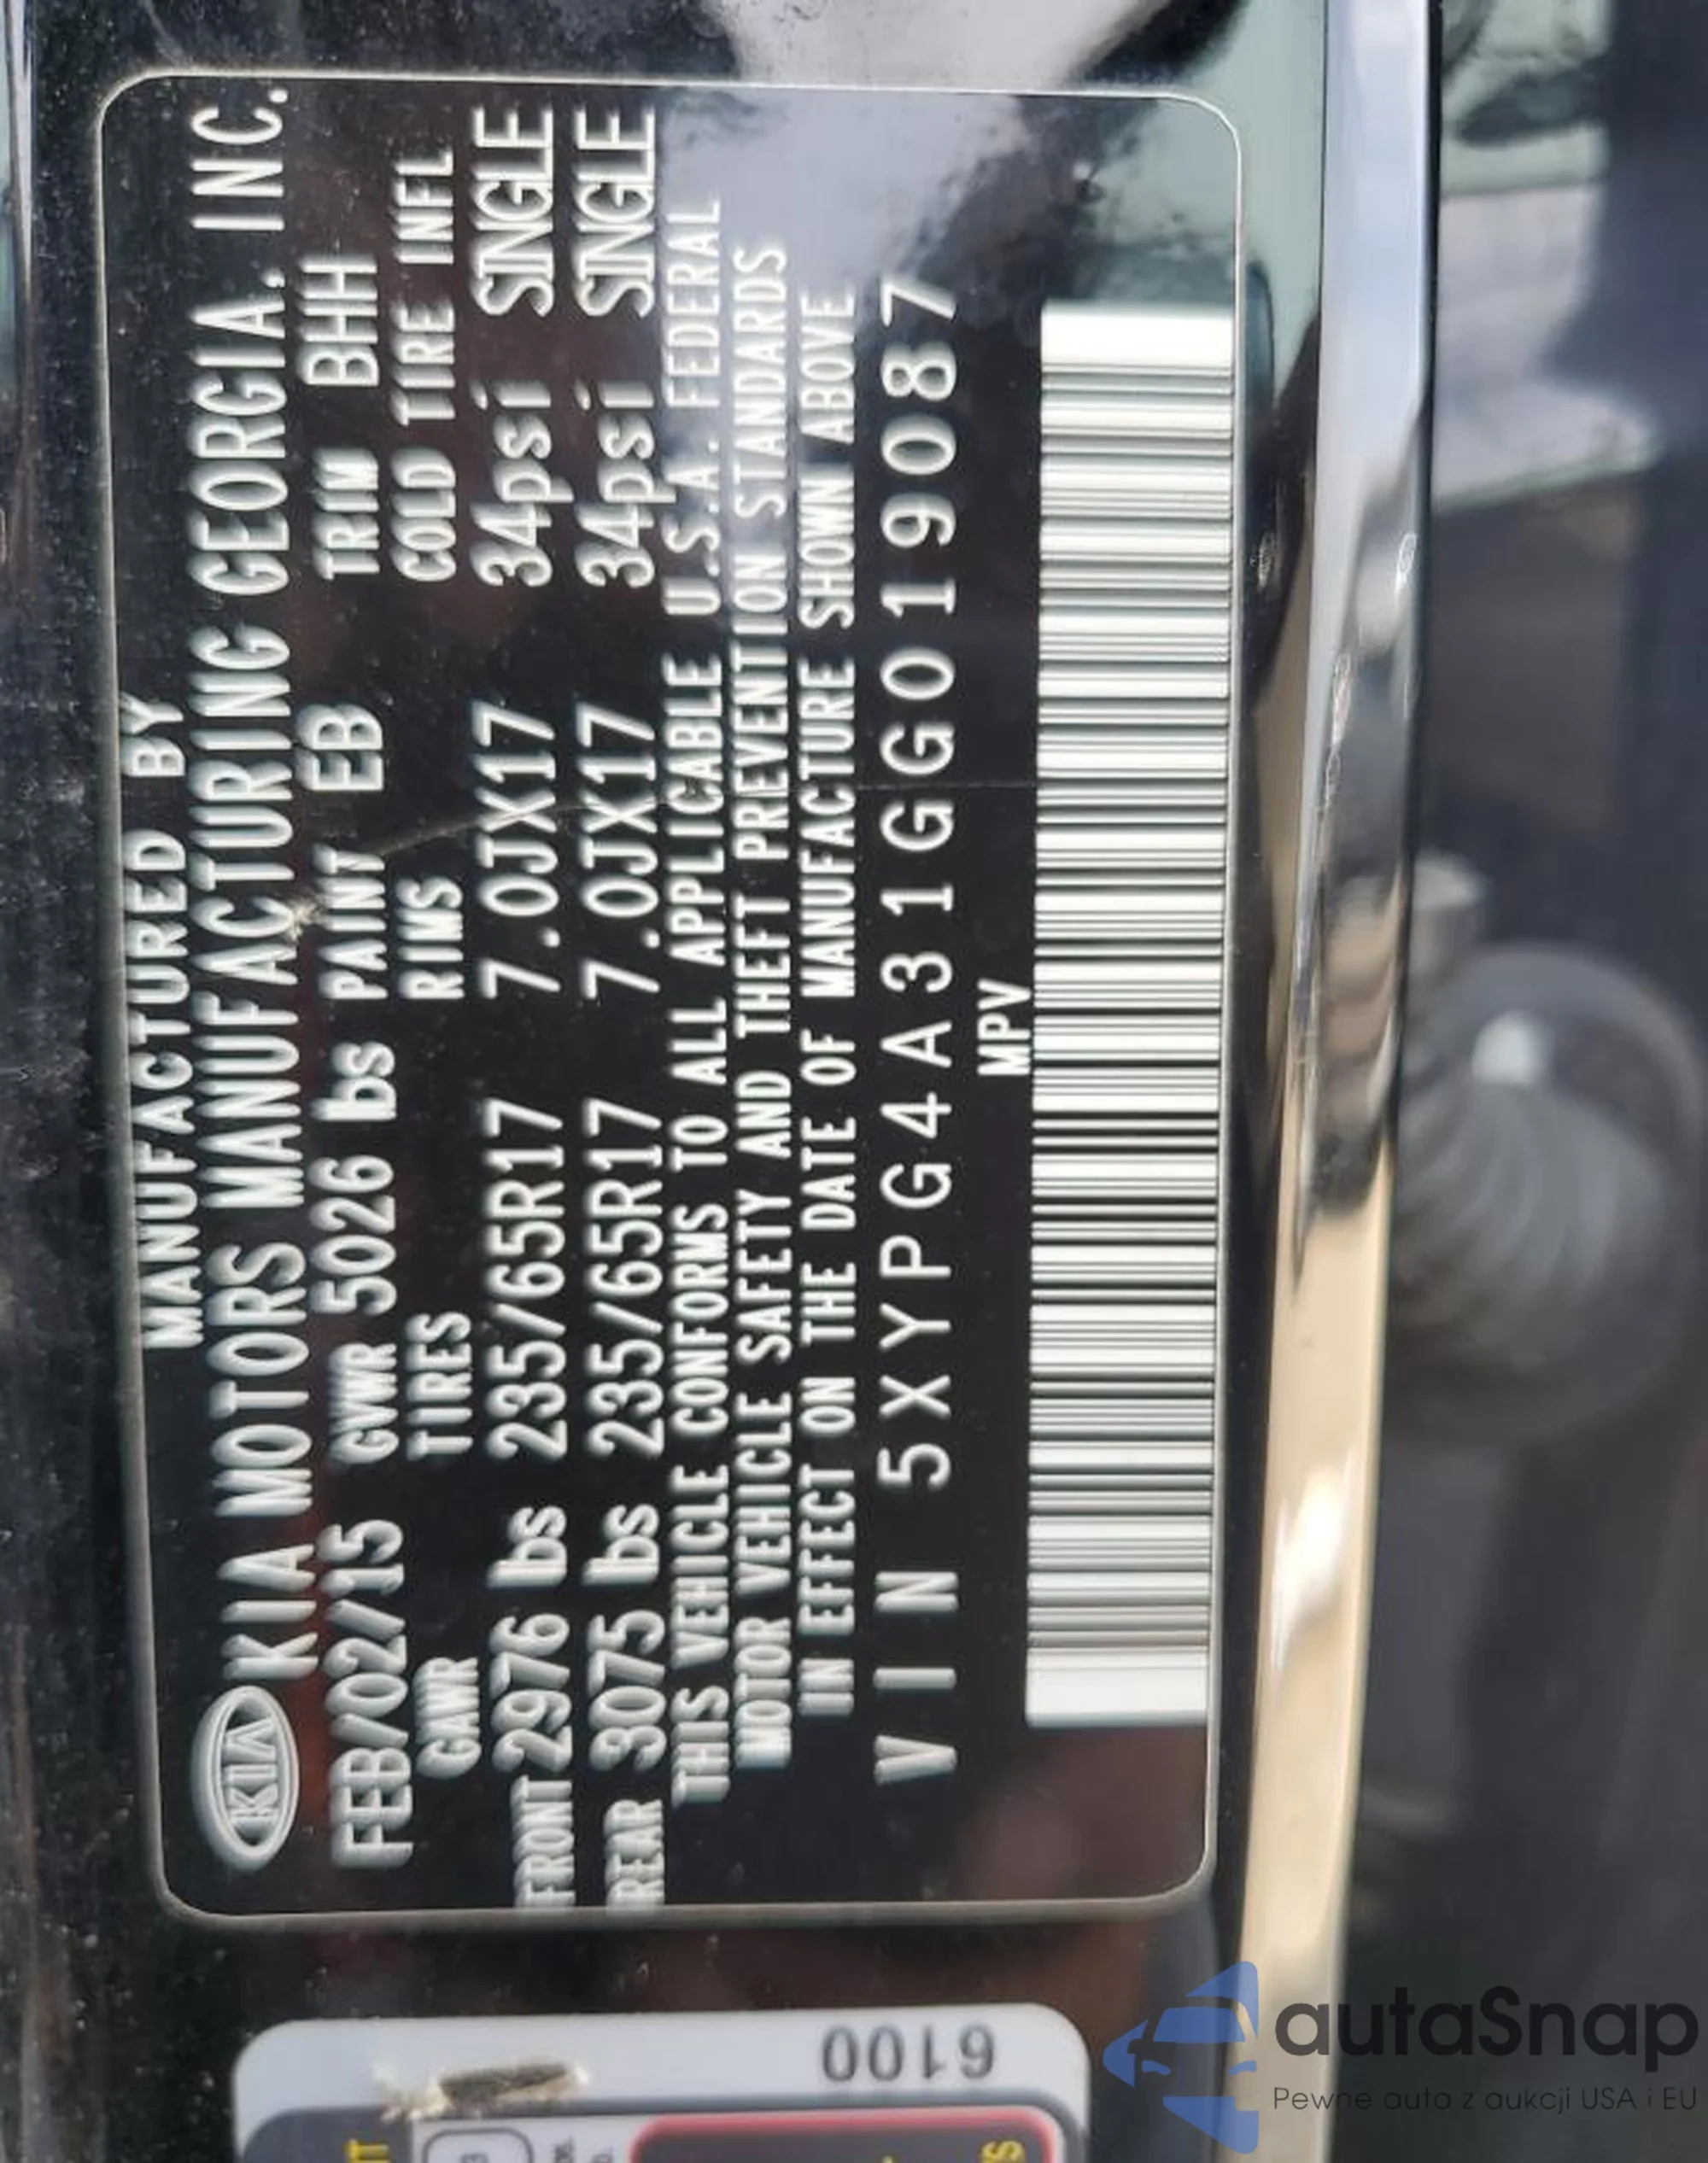 MANUFACTURED BY
KIA KIA MOTORS MANUFACTURING GEORGIA, INC.
FEB/02/'15 GVWR 5026 lbs PAINT EB TRIM BHH
GAWR TIRES RIMS COLD TIRE INFL
FRONT 2976 lbs 235/65R17 7.0JX17 34psi SINGLE
REAR 3075 lbs 235/65R17 7.0JX17 34psi SINGLE
THIS VEHICLE CONFORMS TO ALL APPLICABLE U.S.A. FEDERAL
MOTOR VEHICLE SAFETY AND THEFT PREVENTION STANDARDS
IN EFFECT ON THE DATE OF MANUFACTURE SHOWN ABOVE
VIN 5XYPG4A31GG019087
MPV
6100
autaSnap
Pewne auta z aukcji USA i EU